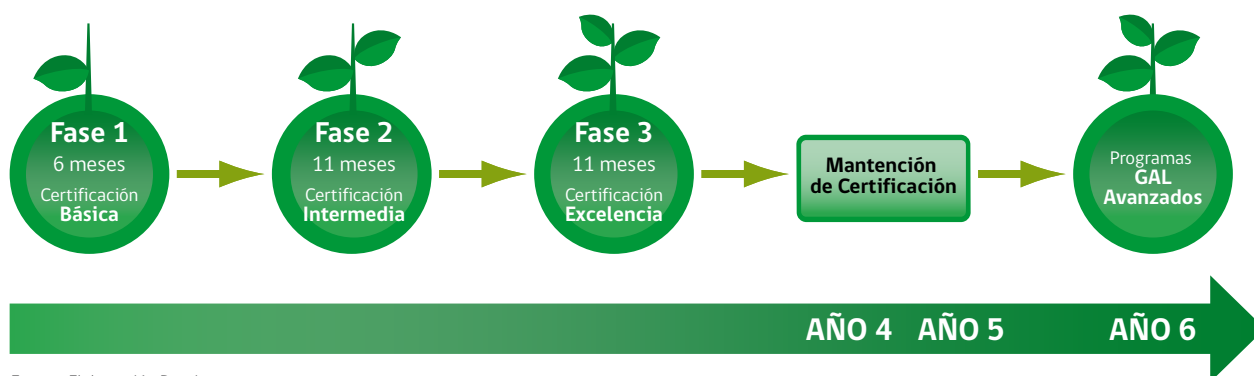 Fase 1
6 meses
Certificación
Básica
Fase 2
11 meses
Certificación
Intermedia
Fase 3
11 meses
Certificación
Excelencia
Mantención
de Certificación
Programas
GAL
Avanzados
AÑO 4 AÑO 5 AÑO 6